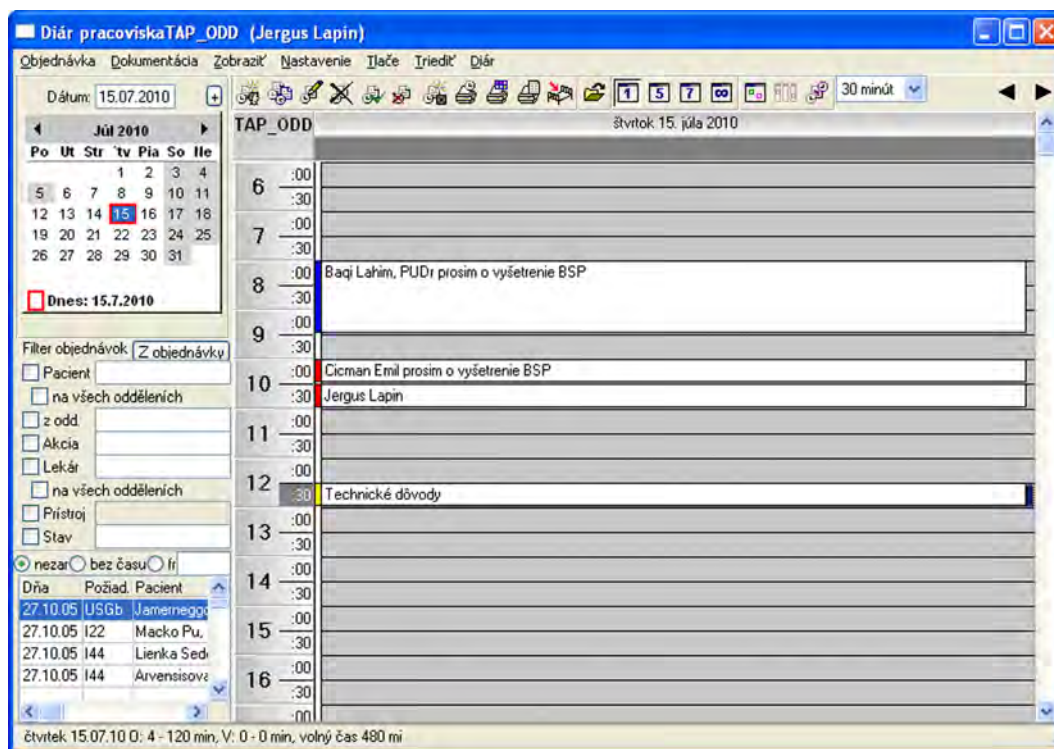 Diár pracoviskaTAP_ODD (Jergus Lapin)
Objednávka Dokumentácia Zobraziť Nastavenie Tlače Triediť Diár
Dátum: 15.07.2010 + 1 5 7 30 minút
Júl 2010
Po Ut Str `tv Pia So Ne
1 2 3 4
5 6 7 8 9 10 11
12 13 14 15 16 17 18
19 20 21 22 23 24 25
26 27 28 29 30 31
Dnes: 15.7.2010
Filter objednávok Z objednávky
Pacient
na všech odděleních
z odd
Akcia
Lekár
na všech odděleních
Prístroj
Stav
nezar bez času fr
Dňa Požiad. Pacient
27.10.05 USGb Jamernegg
27.10.05 I22 Macko Pu,
27.10.05 I44 Lienka Sed
27.10.05 I44 Arvensisova
TAP_ODD štvrtok 15. júla 2010
6 :00
:30
7 :00
:30
8 :00 Baqi Lahim, PUDr prosim o vyšetrenie BSP
:30
9 :00
:30
10 :00 Cicman Emil prosim o vyšetrenie BSP
:30 Jergus Lapin
11 :00
:30
12 :00
:30 Technické dôvody
13 :00
:30
14 :00
:30
15 :00
:30
16 :00
:30
:00
čtvrtek 15.07.10 O: 4 - 120 min, V: 0 - 0 min, volný čas 480 mi